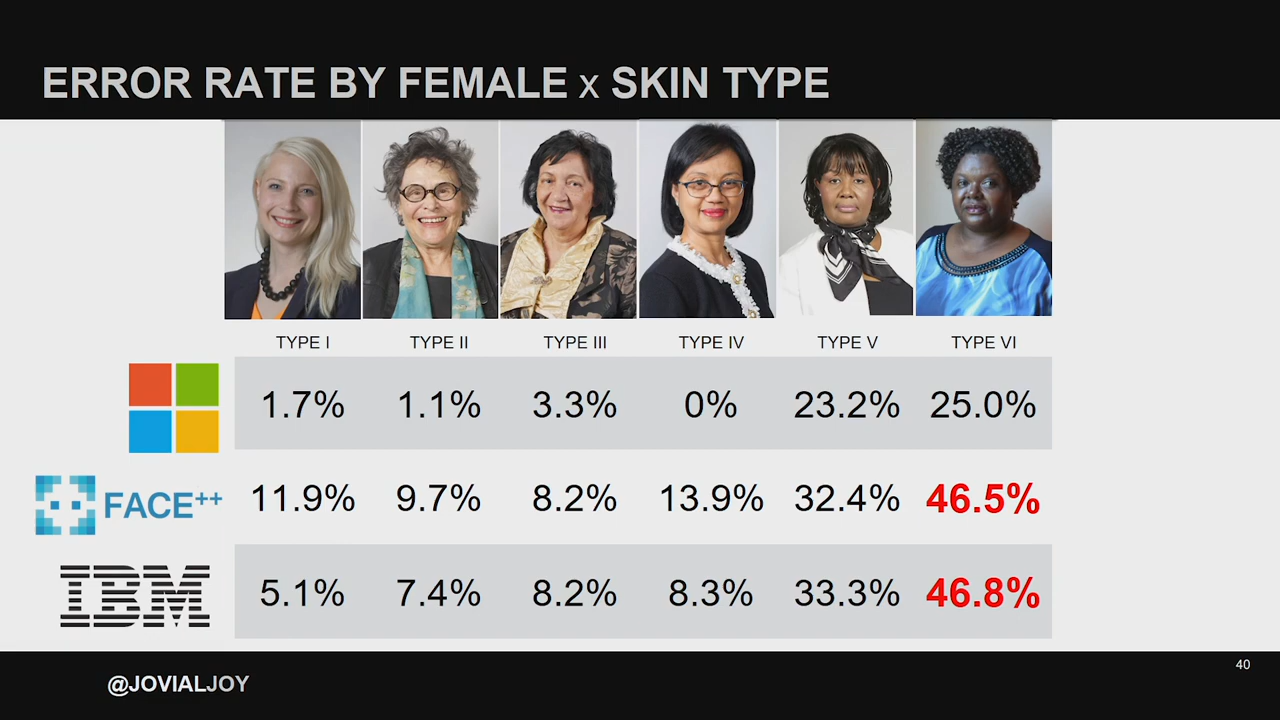 ERROR RATE BY FEMALE x SKIN TYPE
TYPE I TYPE II TYPE III TYPE IV TYPE V TYPE VI
1.7% 1.1% 3.3% 0% 23.2% 25.0%
FACE++ 11.9% 9.7% 8.2% 13.9% 32.4% 46.5%
IBM 5.1% 7.4% 8.2% 8.3% 33.3% 46.8%
40
@JOVIALJOY